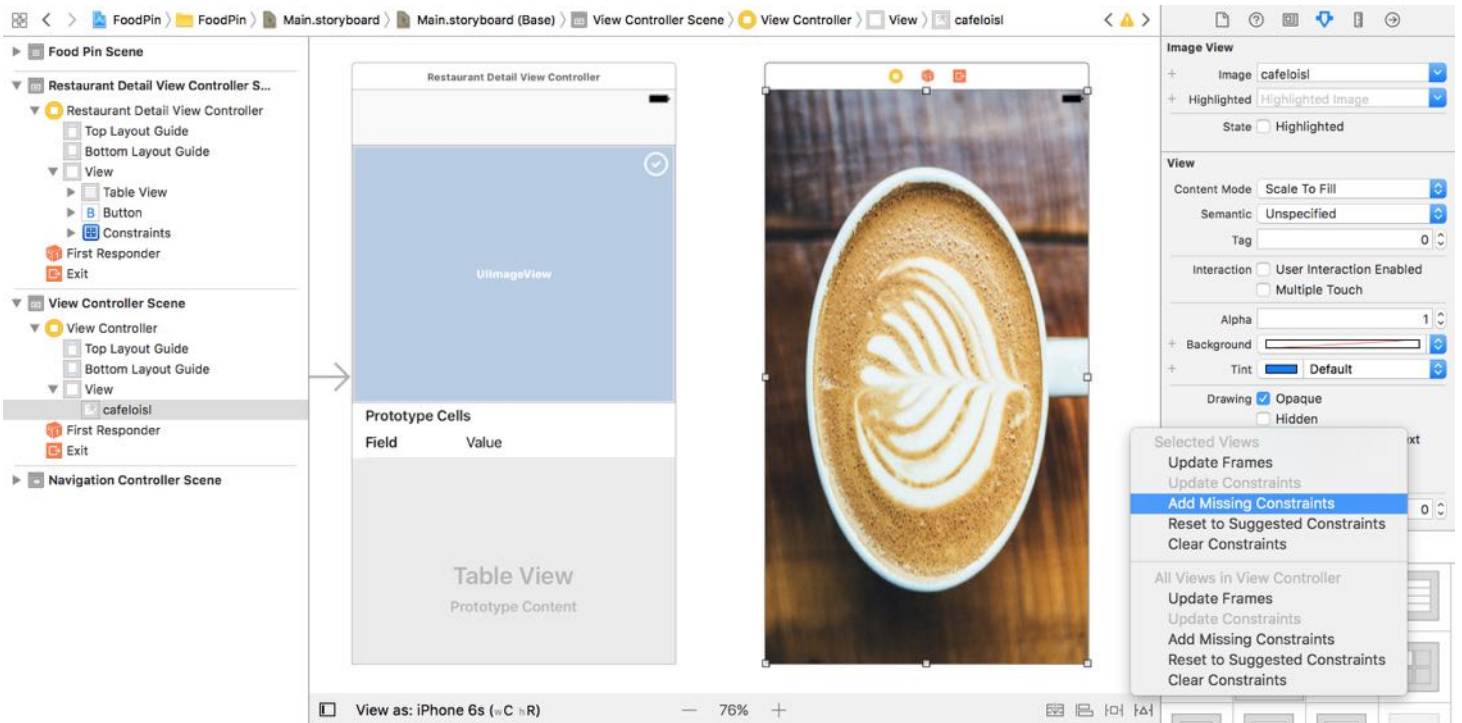 FoodPin
FoodPin
Main.storyboard
Main.storyboard (Base)
View Controller Scene
View Controller
View
cafeloisl
Food Pin Scene
Restaurant Detail View Controller S...
Restaurant Detail View Controller
Top Layout Guide
Bottom Layout Guide
View
Table View
B Button
Constraints
First Responder
Exit
View Controller Scene
View Controller
Top Layout Guide
Bottom Layout Guide
View
cafeloisl
First Responder
Exit
Navigation Controller Scene
Restaurant Detail View Controller
UIImageView
Prototype Cells
Field Value
Table View
Prototype Content
View as: iPhone 6s (wC hR)
76%
Image View
Image cafeloisl
Highlighted Highlighted Image
State Highlighted
View
Content Mode Scale To Fill
Semantic Unspecified
Tag 0
Interaction User Interaction Enabled
Multiple Touch
Alpha 1
Background
Tint Default
Drawing Opaque
Hidden
Selected Views
Update Frames
Update Constraints
Add Missing Constraints
0
Reset to Suggested Constraints
Clear Constraints
All Views in View Controller
Update Frames
Update Constraints
Add Missing Constraints
Reset to Suggested Constraints
Clear Constraints